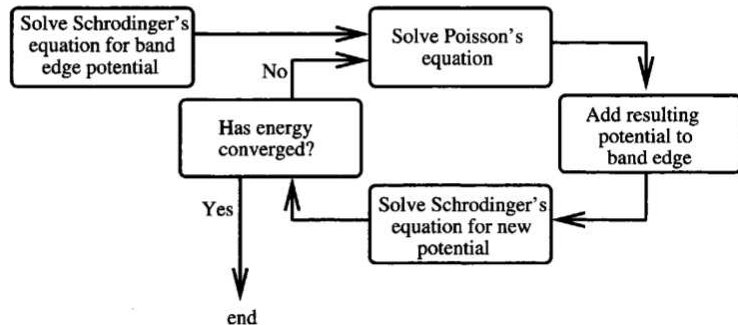 Solve Schrodinger's
equation for band
edge potential
Solve Poisson's
equation
No
Add resulting
potential to
band edge
Has energy
converged?
Solve Schrodinger's
equation for new
potential
Yes
end